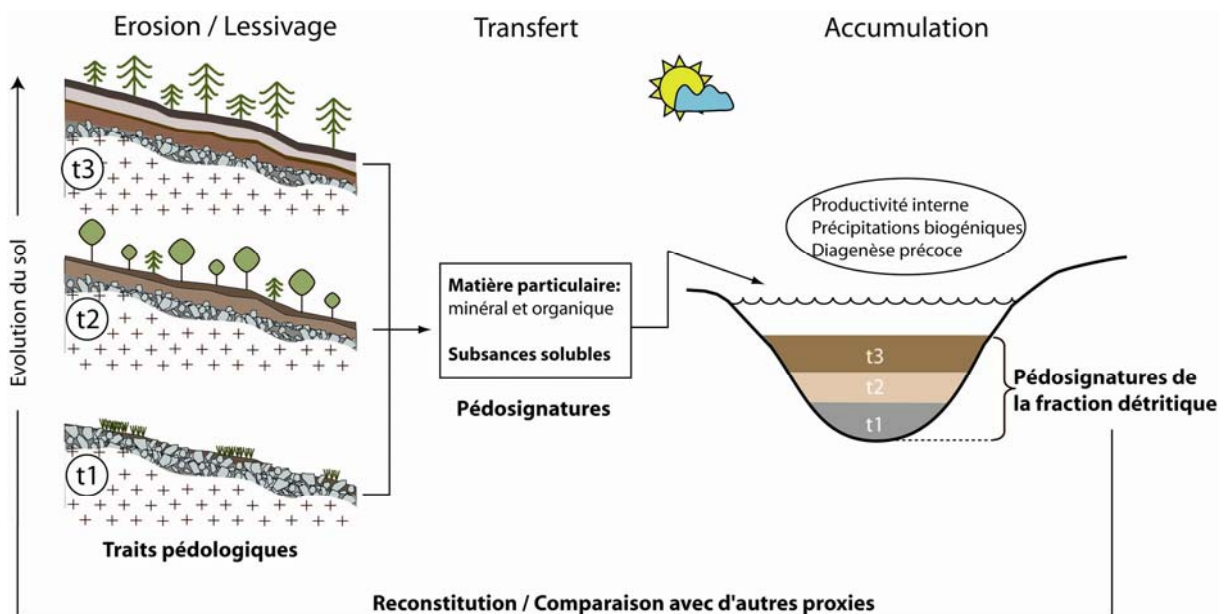 Erosion / Lessivage
Transfert
Accumulation
Evolution du sol
t3
t2
t1
Traits pédologiques
Matière particulaire:
minéral et organique
Subsances solubles
Pédosignatures
Productivité interne
Précipitations biogéniques
Diagenèse précoce
t3
t2
t1
Pédosignatures de
la fraction détritique
Reconstitution / Comparaison avec d'autres proxies